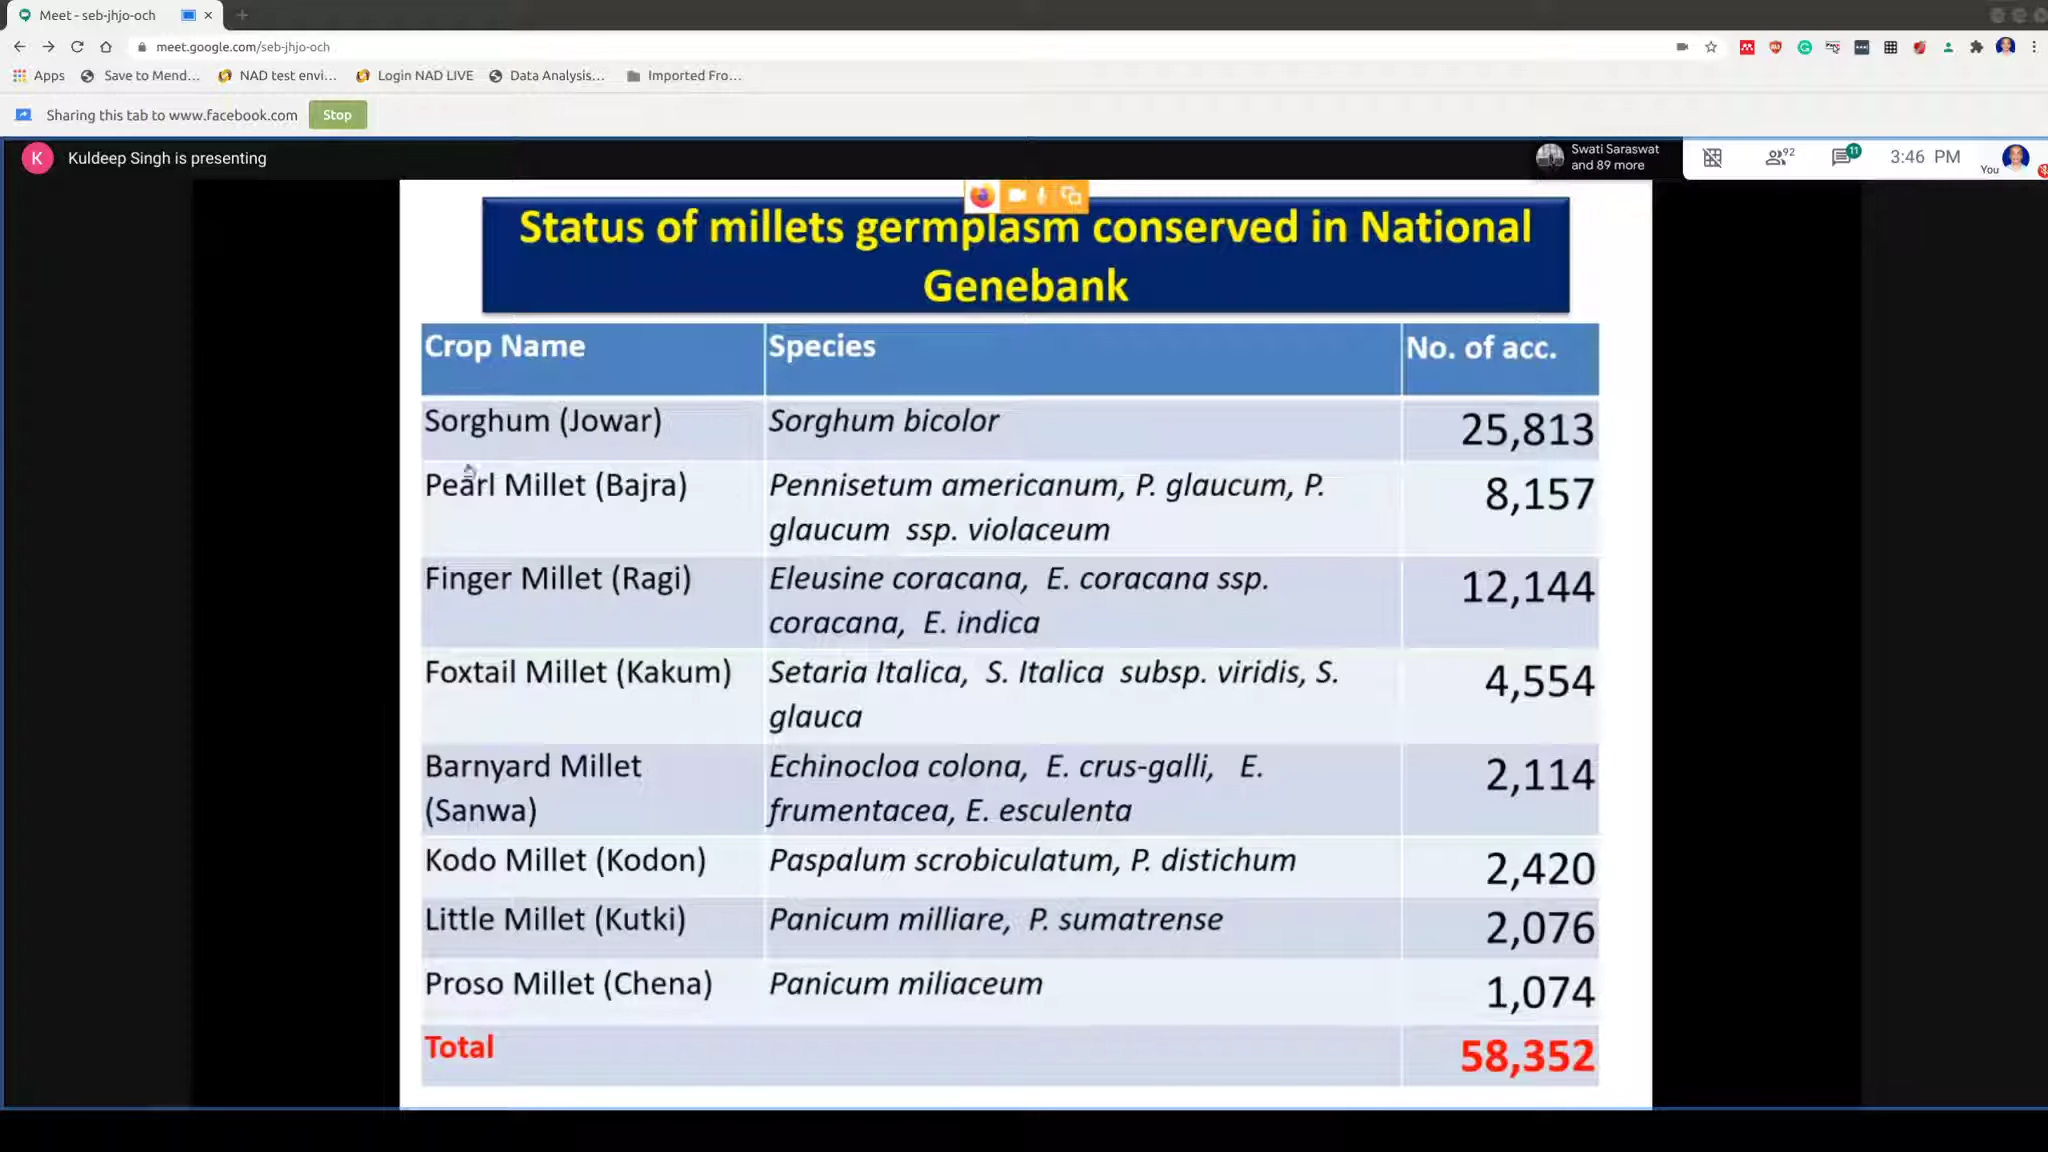 Meet - seb-jhjo-och
meet.google.com/seb-jhjo-och
Apps Save to Mend... NAD test envi... Login NAD LIVE Data Analysis... Imported Fro...
Sharing this tab to www.facebook.com Stop
K Kuldeep Singh is presenting
Swati Saraswat
and 89 more
92 11 3:46 PM You
Status of millets germplasm conserved in National
Genebank
Crop Name Species No. of acc.
Sorghum (Jowar) Sorghum bicolor 25,813
Pearl Millet (Bajra) Pennisetum americanum, P. glaucum, P. 8,157
glaucum ssp. violaceum
Finger Millet (Ragi) Eleusine coracana, E. coracana ssp. 12,144
coracana, E. indica
Foxtail Millet (Kakum) Setaria Italica, S. Italica subsp. viridis, S. 4,554
glauca
Barnyard Millet Echinocloa colona, E. crus-galli, E. 2,114
(Sanwa) frumentacea, E. esculenta
Kodo Millet (Kodon) Paspalum scrobiculatum, P. distichum 2,420
Little Millet (Kutki) Panicum milliare, P. sumatrense 2,076
Proso Millet (Chena) Panicum miliaceum 1,074
Total 58,352